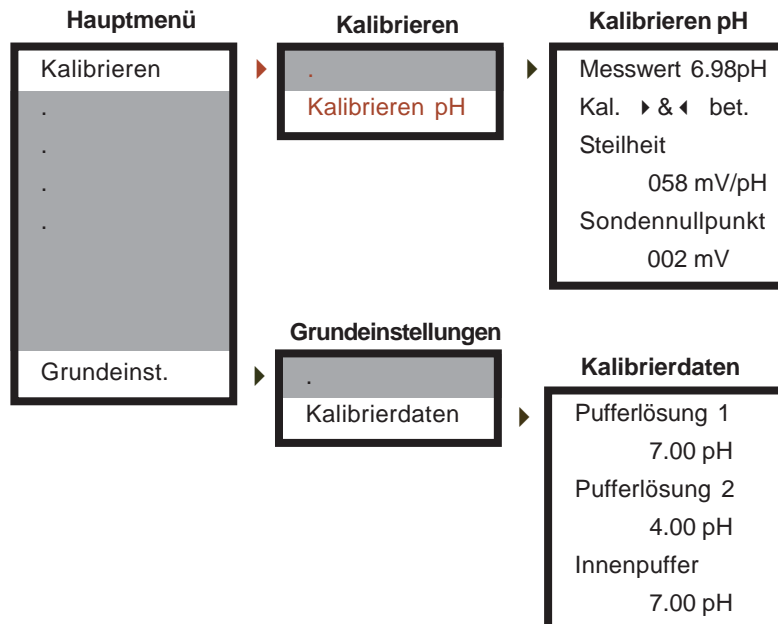 Hauptmenü
Kalibrieren
.
.
.
.
Grundeinst.
Kalibrieren
.
Kalibrieren pH
Kalibrieren pH
Messwert 6.98pH
Kal. ▸ & ◂ bet.
Steilheit
058 mV/pH
Sondennullpunkt
002 mV
Grundeinstellungen
.
Kalibrierdaten
Kalibrierdaten
Pufferlösung 1
7.00 pH
Pufferlösung 2
4.00 pH
Innenpuffer
7.00 pH